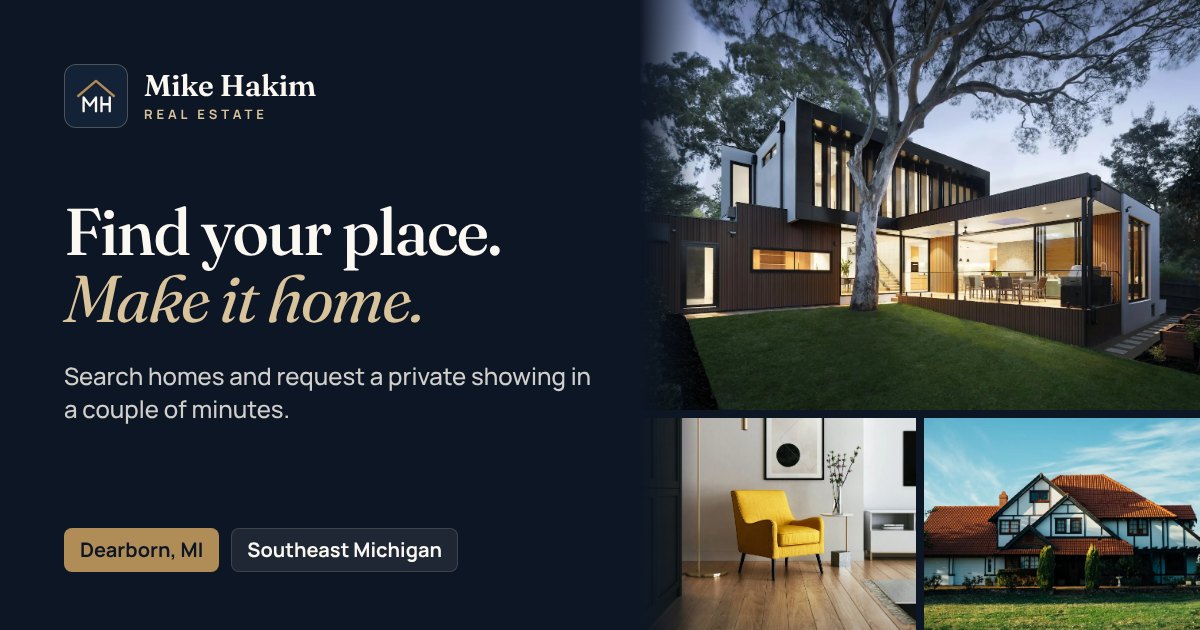 MH
Mike Hakim
REAL ESTATE
Find your place.
Make it home.
Search homes and request a private showing in
a couple of minutes.
Dearborn, MI
Southeast Michigan